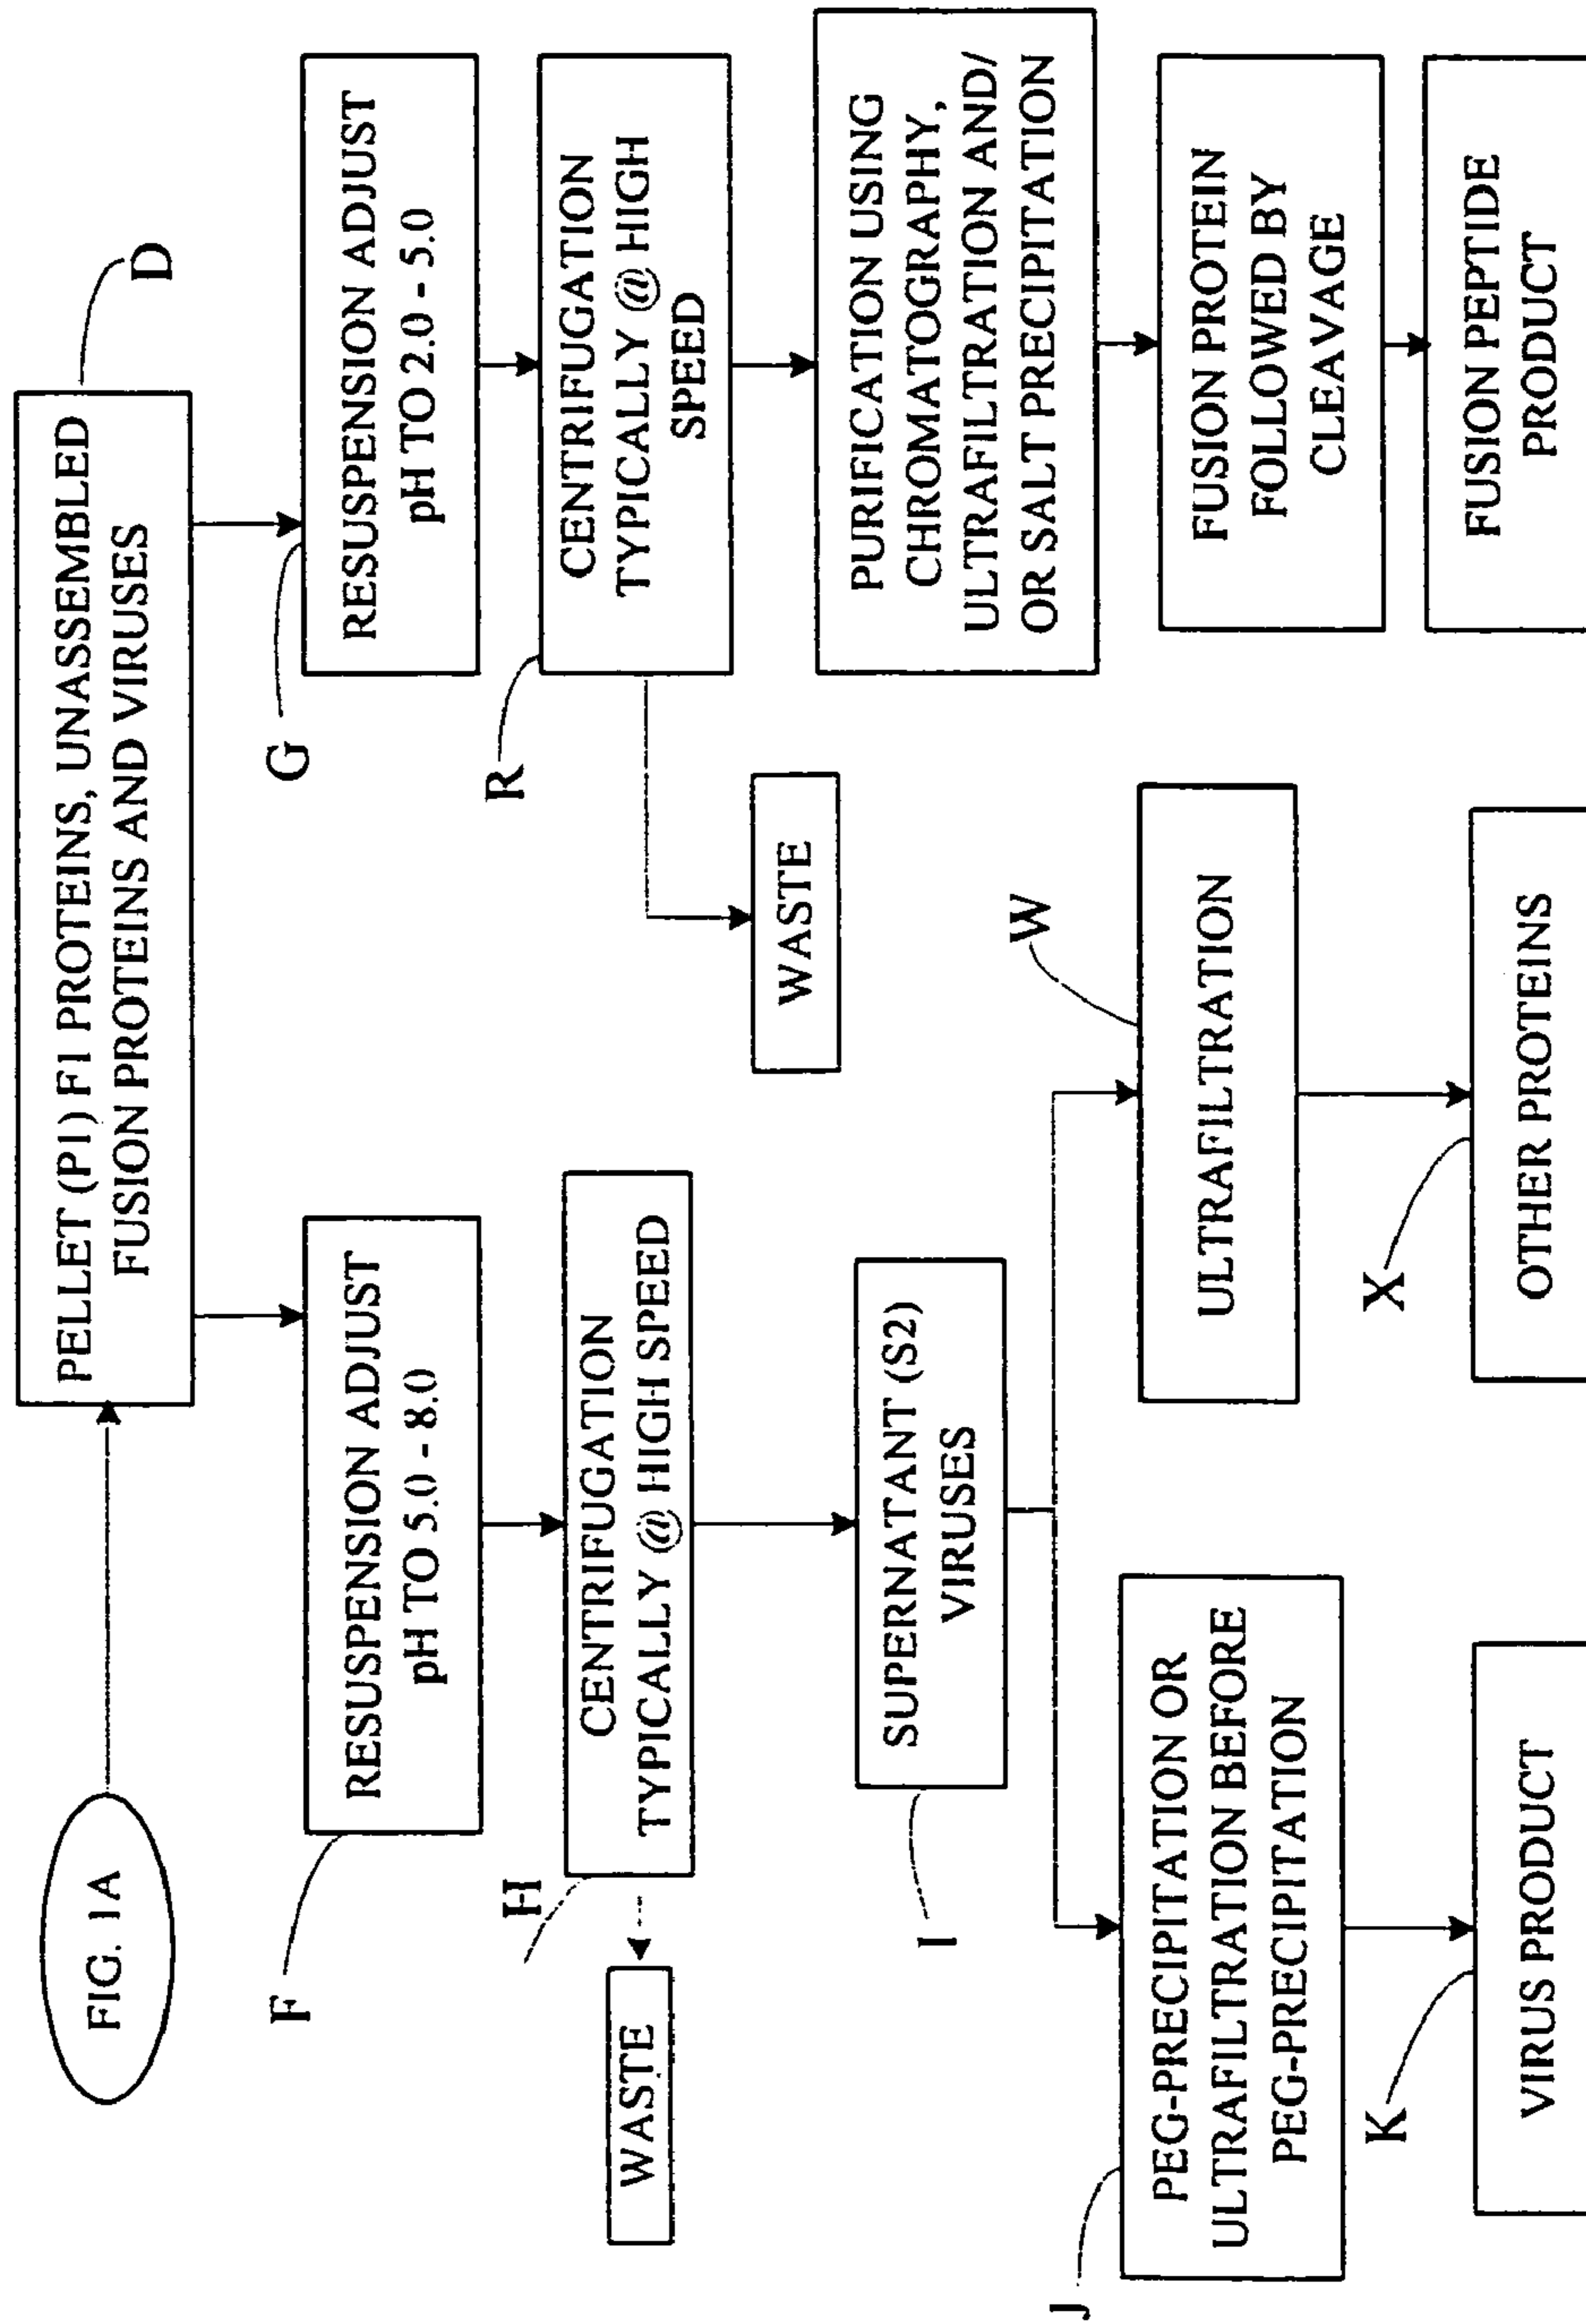 FIG. 1A
PELLET (P1) F1 PROTEINS, UNASSEMBLED
FUSION PROTEINS AND VIRUSES
D
F
RESUSPENSION ADJUST
pH TO 5.0 - 8.0
G
RESUSPENSION ADJUST
pH TO 2.0 - 5.0
H
CENTRIFUGATION
TYPICALLY @ HIGH SPEED
WASTE
R
CENTRIFUGATION
TYPICALLY @ HIGH
SPEED
WASTE
I
SUPERNATANT (S2)
VIRUSES
PURIFICATION USING
CHROMATOGRAPHY,
ULTRAFILTRATION AND/
OR SALT PRECIPITATION
J
PEG-PRECIPITATION OR
ULTRAFILTRATION BEFORE
PEG-PRECIPITATION
W
ULTRAFILTRATION
FUSION PROTEIN
FOLLOWED BY
CLEAVAGE
K
VIRUS PRODUCT
X
OTHER PROTEINS
FUSION PEPTIDE
PRODUCT